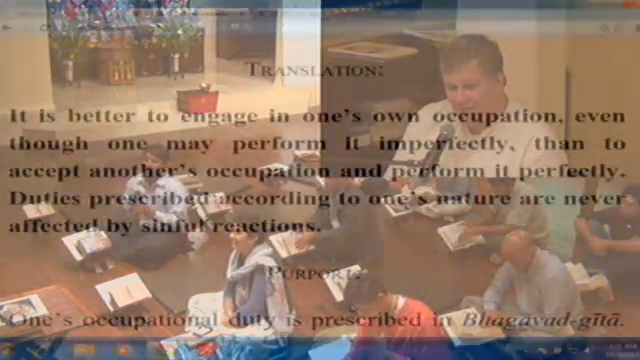 TRANSLATION:
It is better to engage in one's own occupation, even
though one may perform it imperfectly, than to
accept another's occupation and perform it perfectly.
Duties prescribed according to one's nature are never
affected by sinful reactions.
PURPORT:
One's occupational duty is prescribed in Bhagavad-gītā.